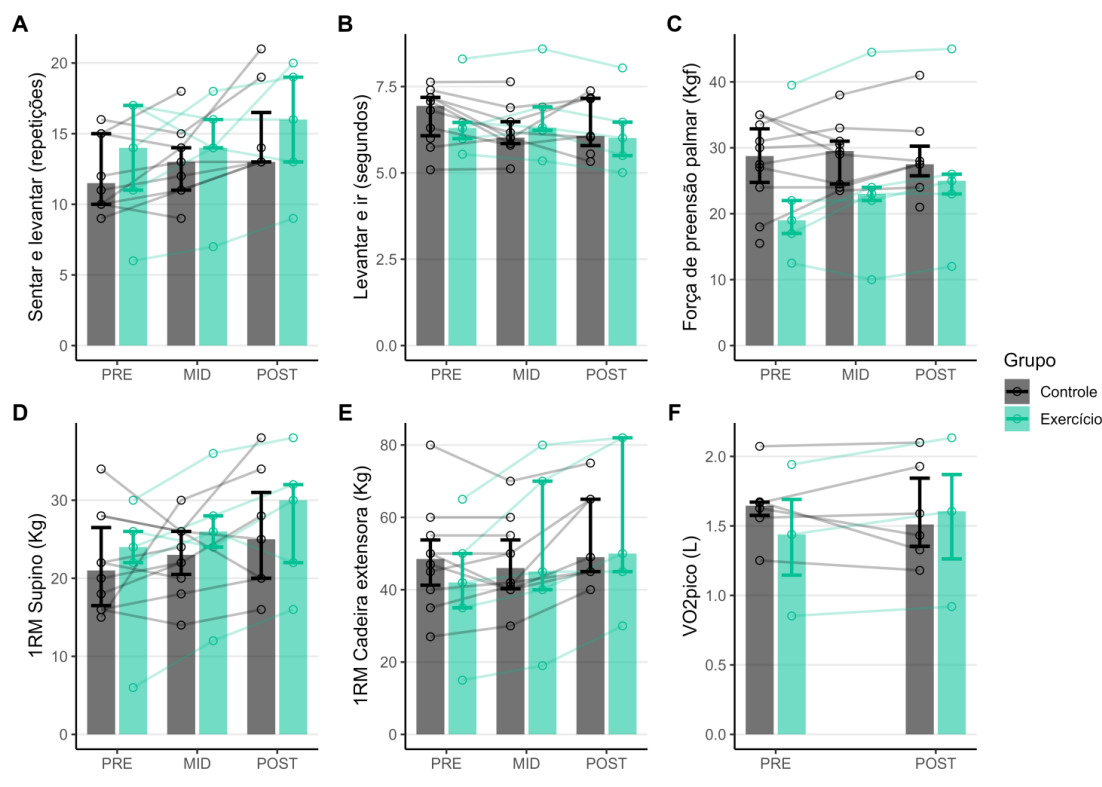 A
Sentar e levantar (repetições)
20
15
10
5
0
PRE MID POST
B
Levantar e ir (segundos)
7.5
5.0
2.5
0.0
PRE MID POST
C
Força de preensão palmar (Kgf)
40
30
20
10
0
PRE MID POST
Grupo
Controle
Exercício
D
1RM Supino (Kg)
30
20
10
0
PRE MID POST
E
1RM Cadeira extensora (Kg)
80
60
40
20
0
PRE MID POST
F
VO2pico (L)
2.0
1.5
1.0
0.5
0.0
PRE POST